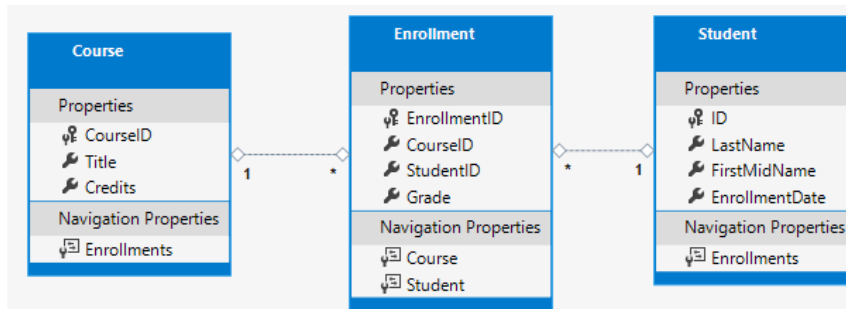 Course
Properties
CourseID
Title
Credits
Navigation Properties
Enrollments
1
*
Enrollment
Properties
EnrollmentID
CourseID
StudentID
Grade
Navigation Properties
Course
Student
*
1
Student
Properties
ID
LastName
FirstMidName
EnrollmentDate
Navigation Properties
Enrollments